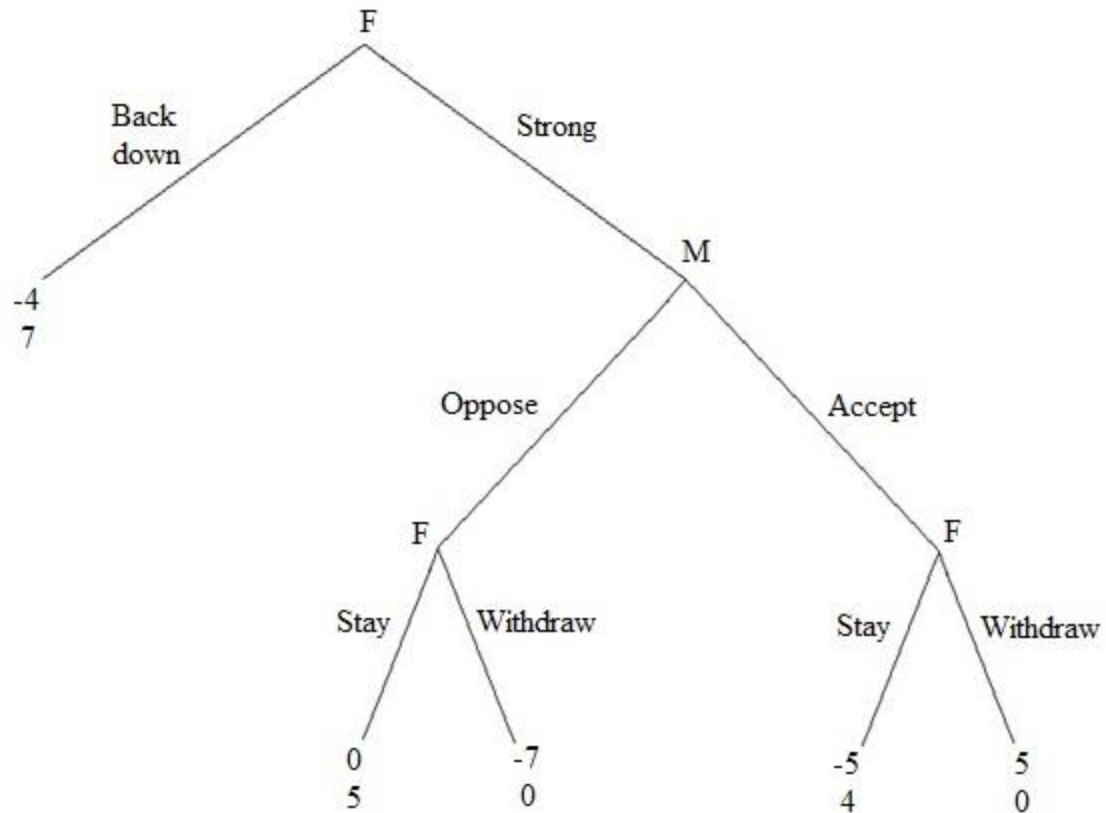 F
Back
down
Strong
M
-4
7
Oppose
Accept
F
F
Stay
Withdraw
Stay
Withdraw
0
5
-7
0
-5
4
5
0